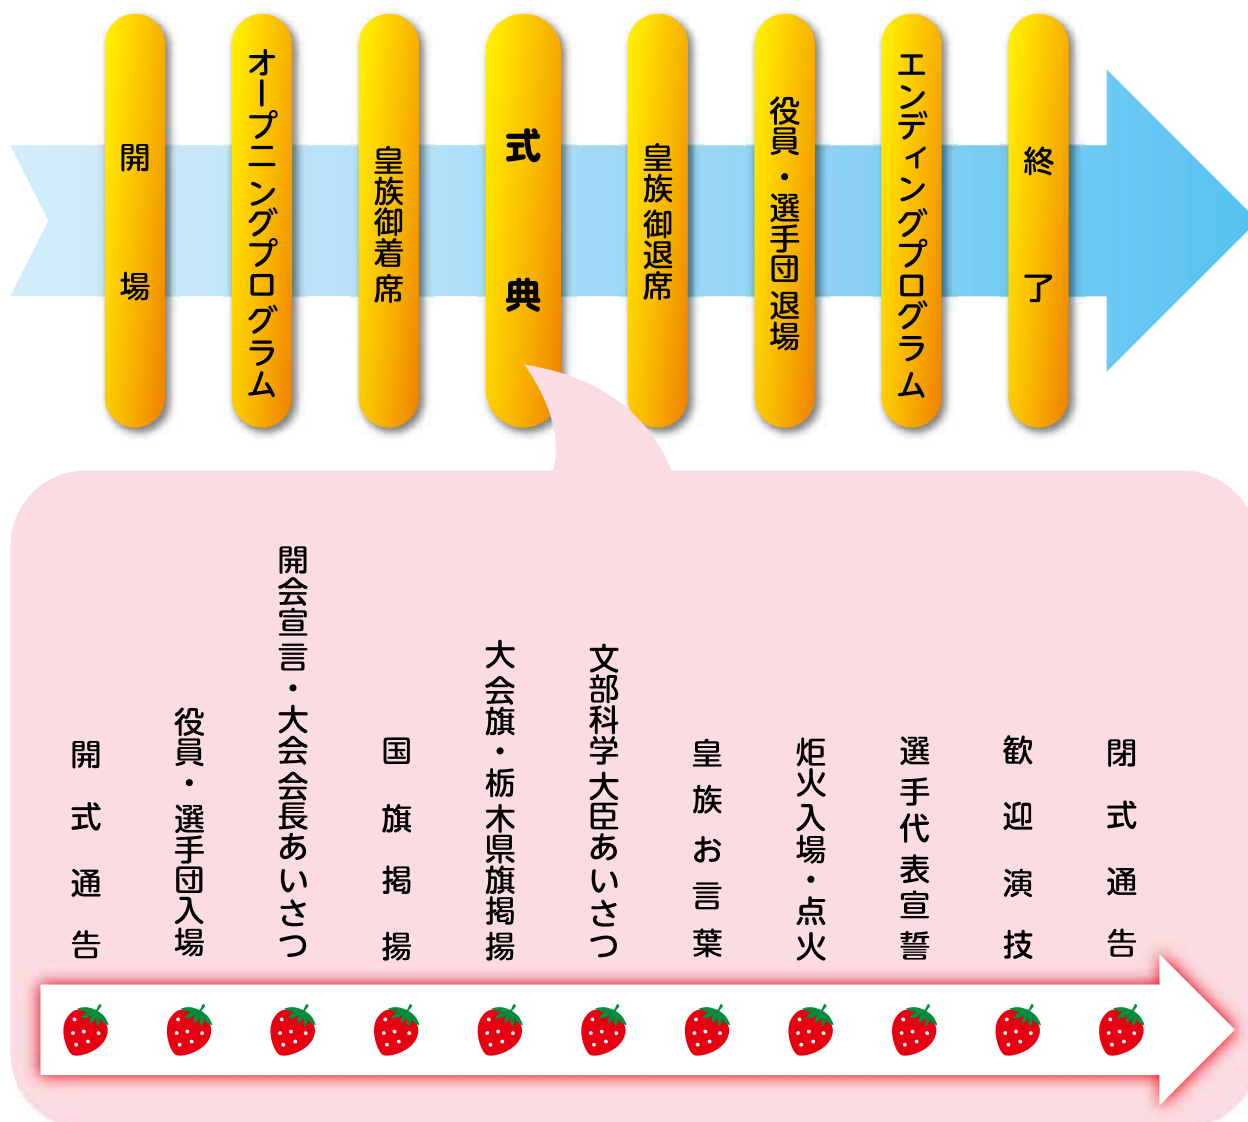 開場
オープニングプログラム
皇族御着席
式典
皇族御退席
役員・選手団退場
エンディングプログラム
終了
開式通告
役員・選手団入場
開会宣言・大会会長あいさつ
国旗掲揚
大会旗・栃木県旗掲揚
文部科学大臣あいさつ
皇族お言葉
炬火入場・点火
選手代表宣誓
歓迎演技
閉式通告